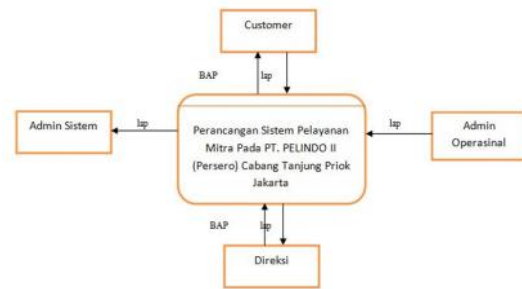 Customer
BAP lap
Admin Sistem
lap
Perancangan Sistem Pelayanan
Mitra Pada PT. PELINDO II
(Persero) Cabang Tanjung Priok
Jakarta
lap
Admin
Operasinal
BAP lap
Direksi